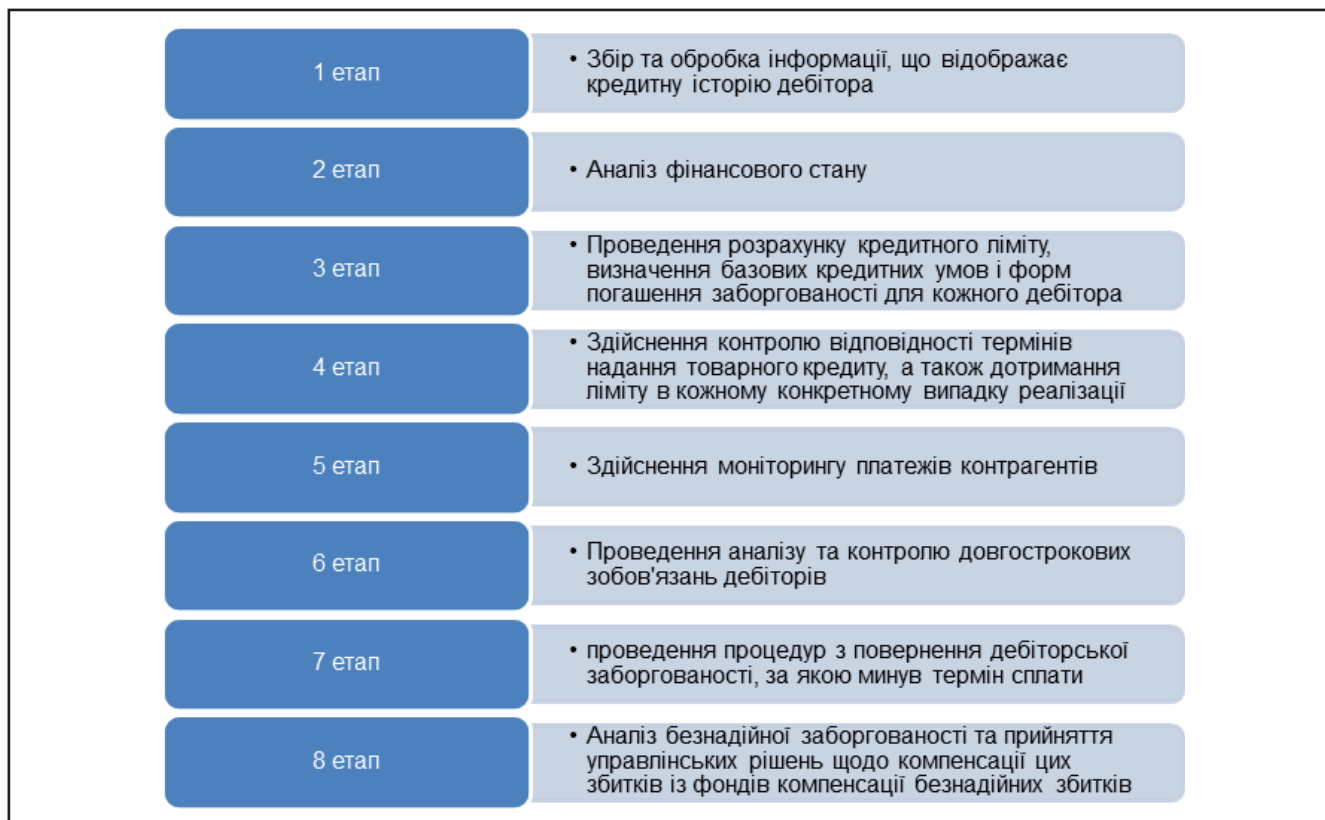 1 етап
• Збір та обробка інформації, що відображає
кредитну історію дебітора
2 етап
• Аналіз фінансового стану
3 етап
• Проведення розрахунку кредитного ліміту,
визначення базових кредитних умов і форм
погашення заборгованості для кожного дебітора
4 етап
• Здійснення контролю відповідності термінів
надання товарного кредиту, а також дотримання
ліміту в кожному конкретному випадку реалізації
5 етап
• Здійснення моніторингу платежів контрагентів
6 етап
• Проведення аналізу та контролю довгострокових
зобов'язань дебіторів
7 етап
• проведення процедур з повернення дебіторської
заборгованості, за якою минув термін сплати
8 етап
• Аналіз безнадійної заборгованості та прийняття
управлінських рішень щодо компенсації цих
збитків із фондів компенсації безнадійних збитків